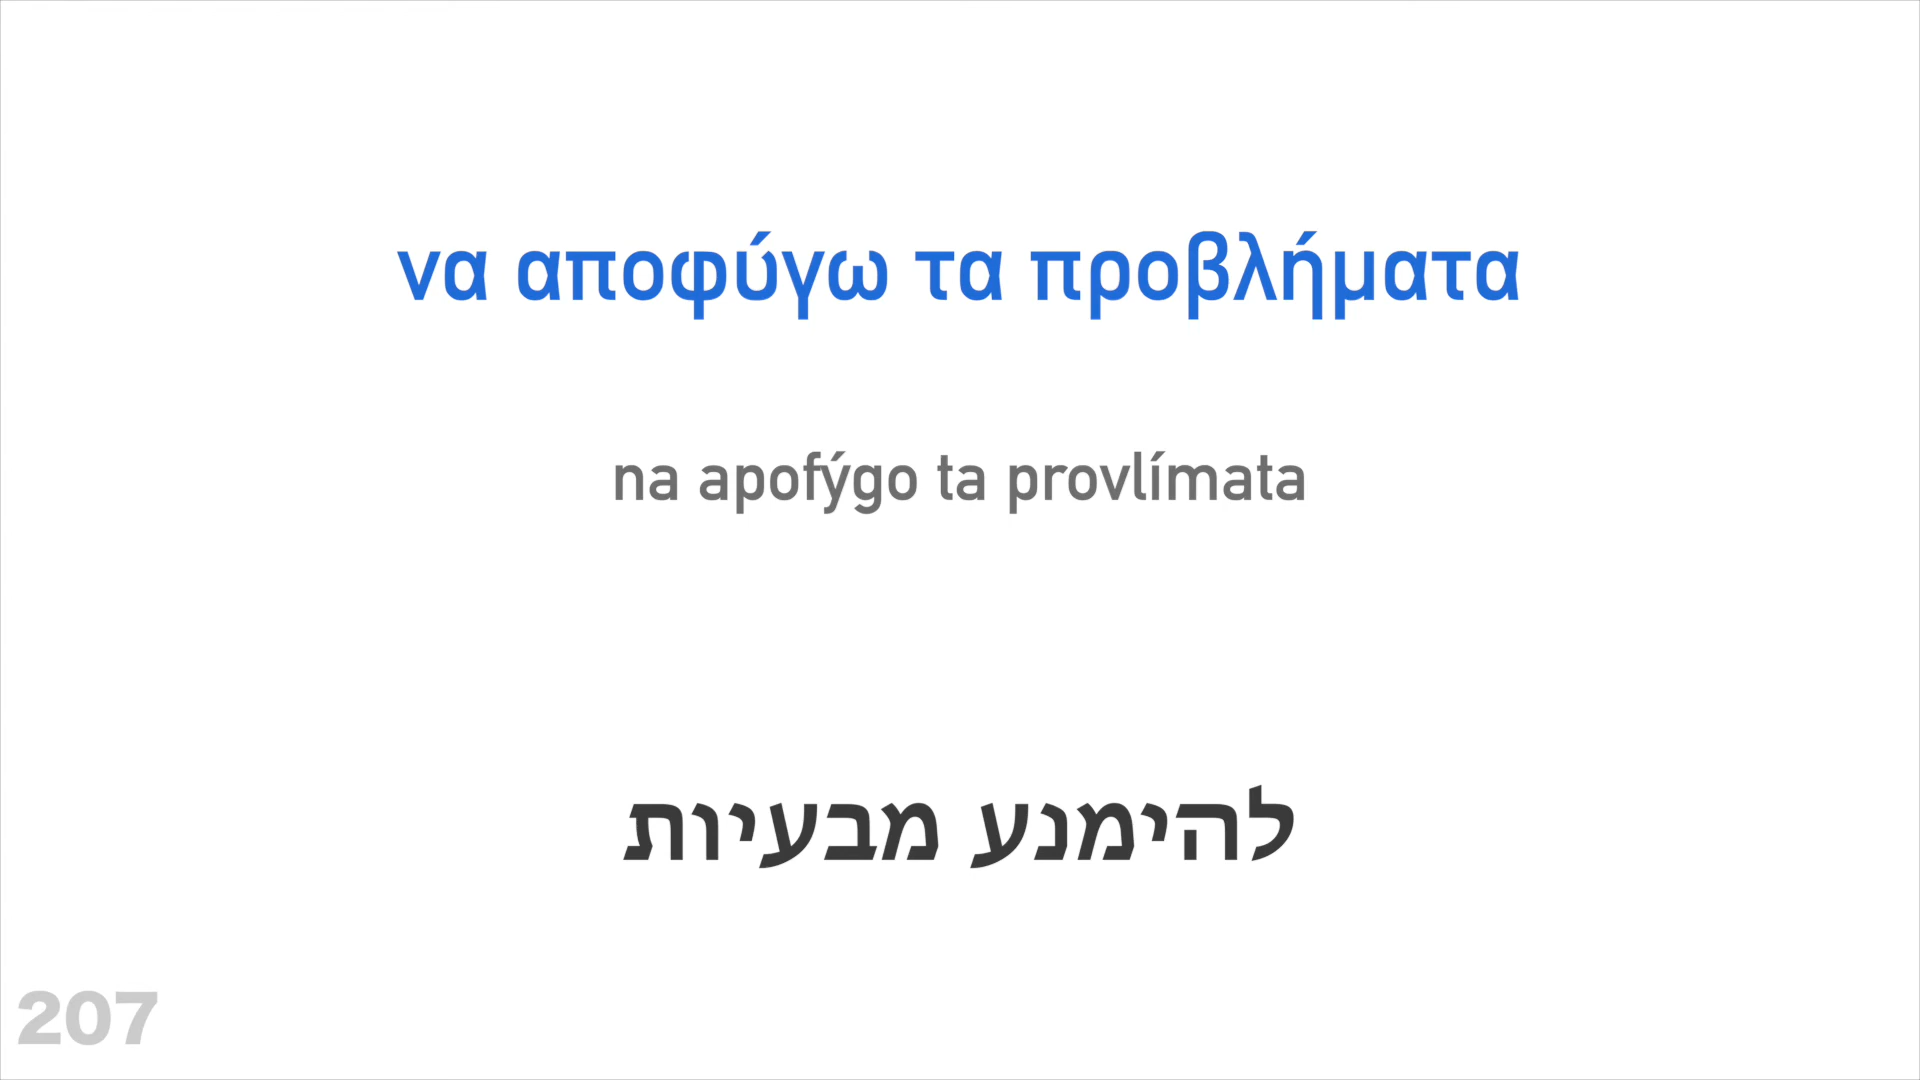 να αποφύγω τα προβλήματα
na apofýgo ta provlímata
להימנע מבעיות
207